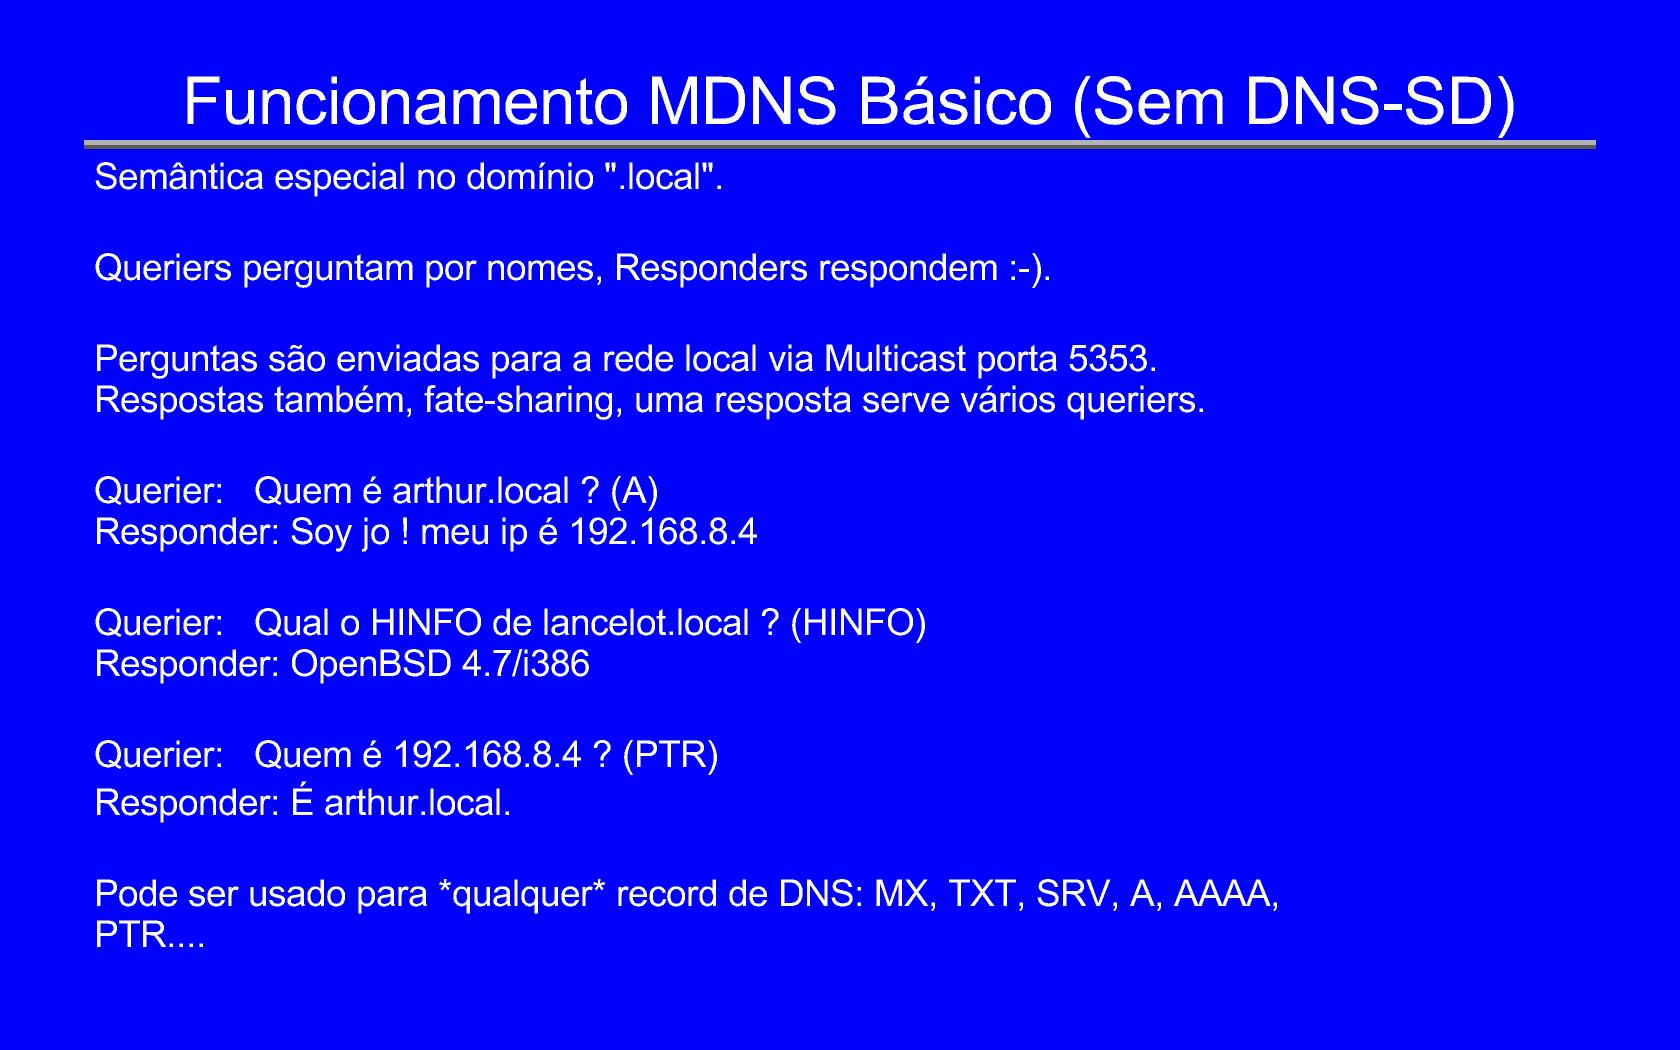 Funcionamento MDNS Básico (Sem DNS-SD)
Semântica especial no domínio ".local".
Queriers perguntam por nomes, Responders respondem :-).
Perguntas são enviadas para a rede local via Multicast porta 5353.
Respostas também, fate-sharing, uma resposta serve vários queriers.
Querier:   Quem é arthur.local ? (A)
Responder: Soy jo ! meu ip é 192.168.8.4
Querier:   Qual o HINFO de lancelot.local ? (HINFO)
Responder: OpenBSD 4.7/i386
Querier:   Quem é 192.168.8.4 ? (PTR)
Responder: É arthur.local.
Pode ser usado para *qualquer* record de DNS: MX, TXT, SRV, A, AAAA,
PTR....